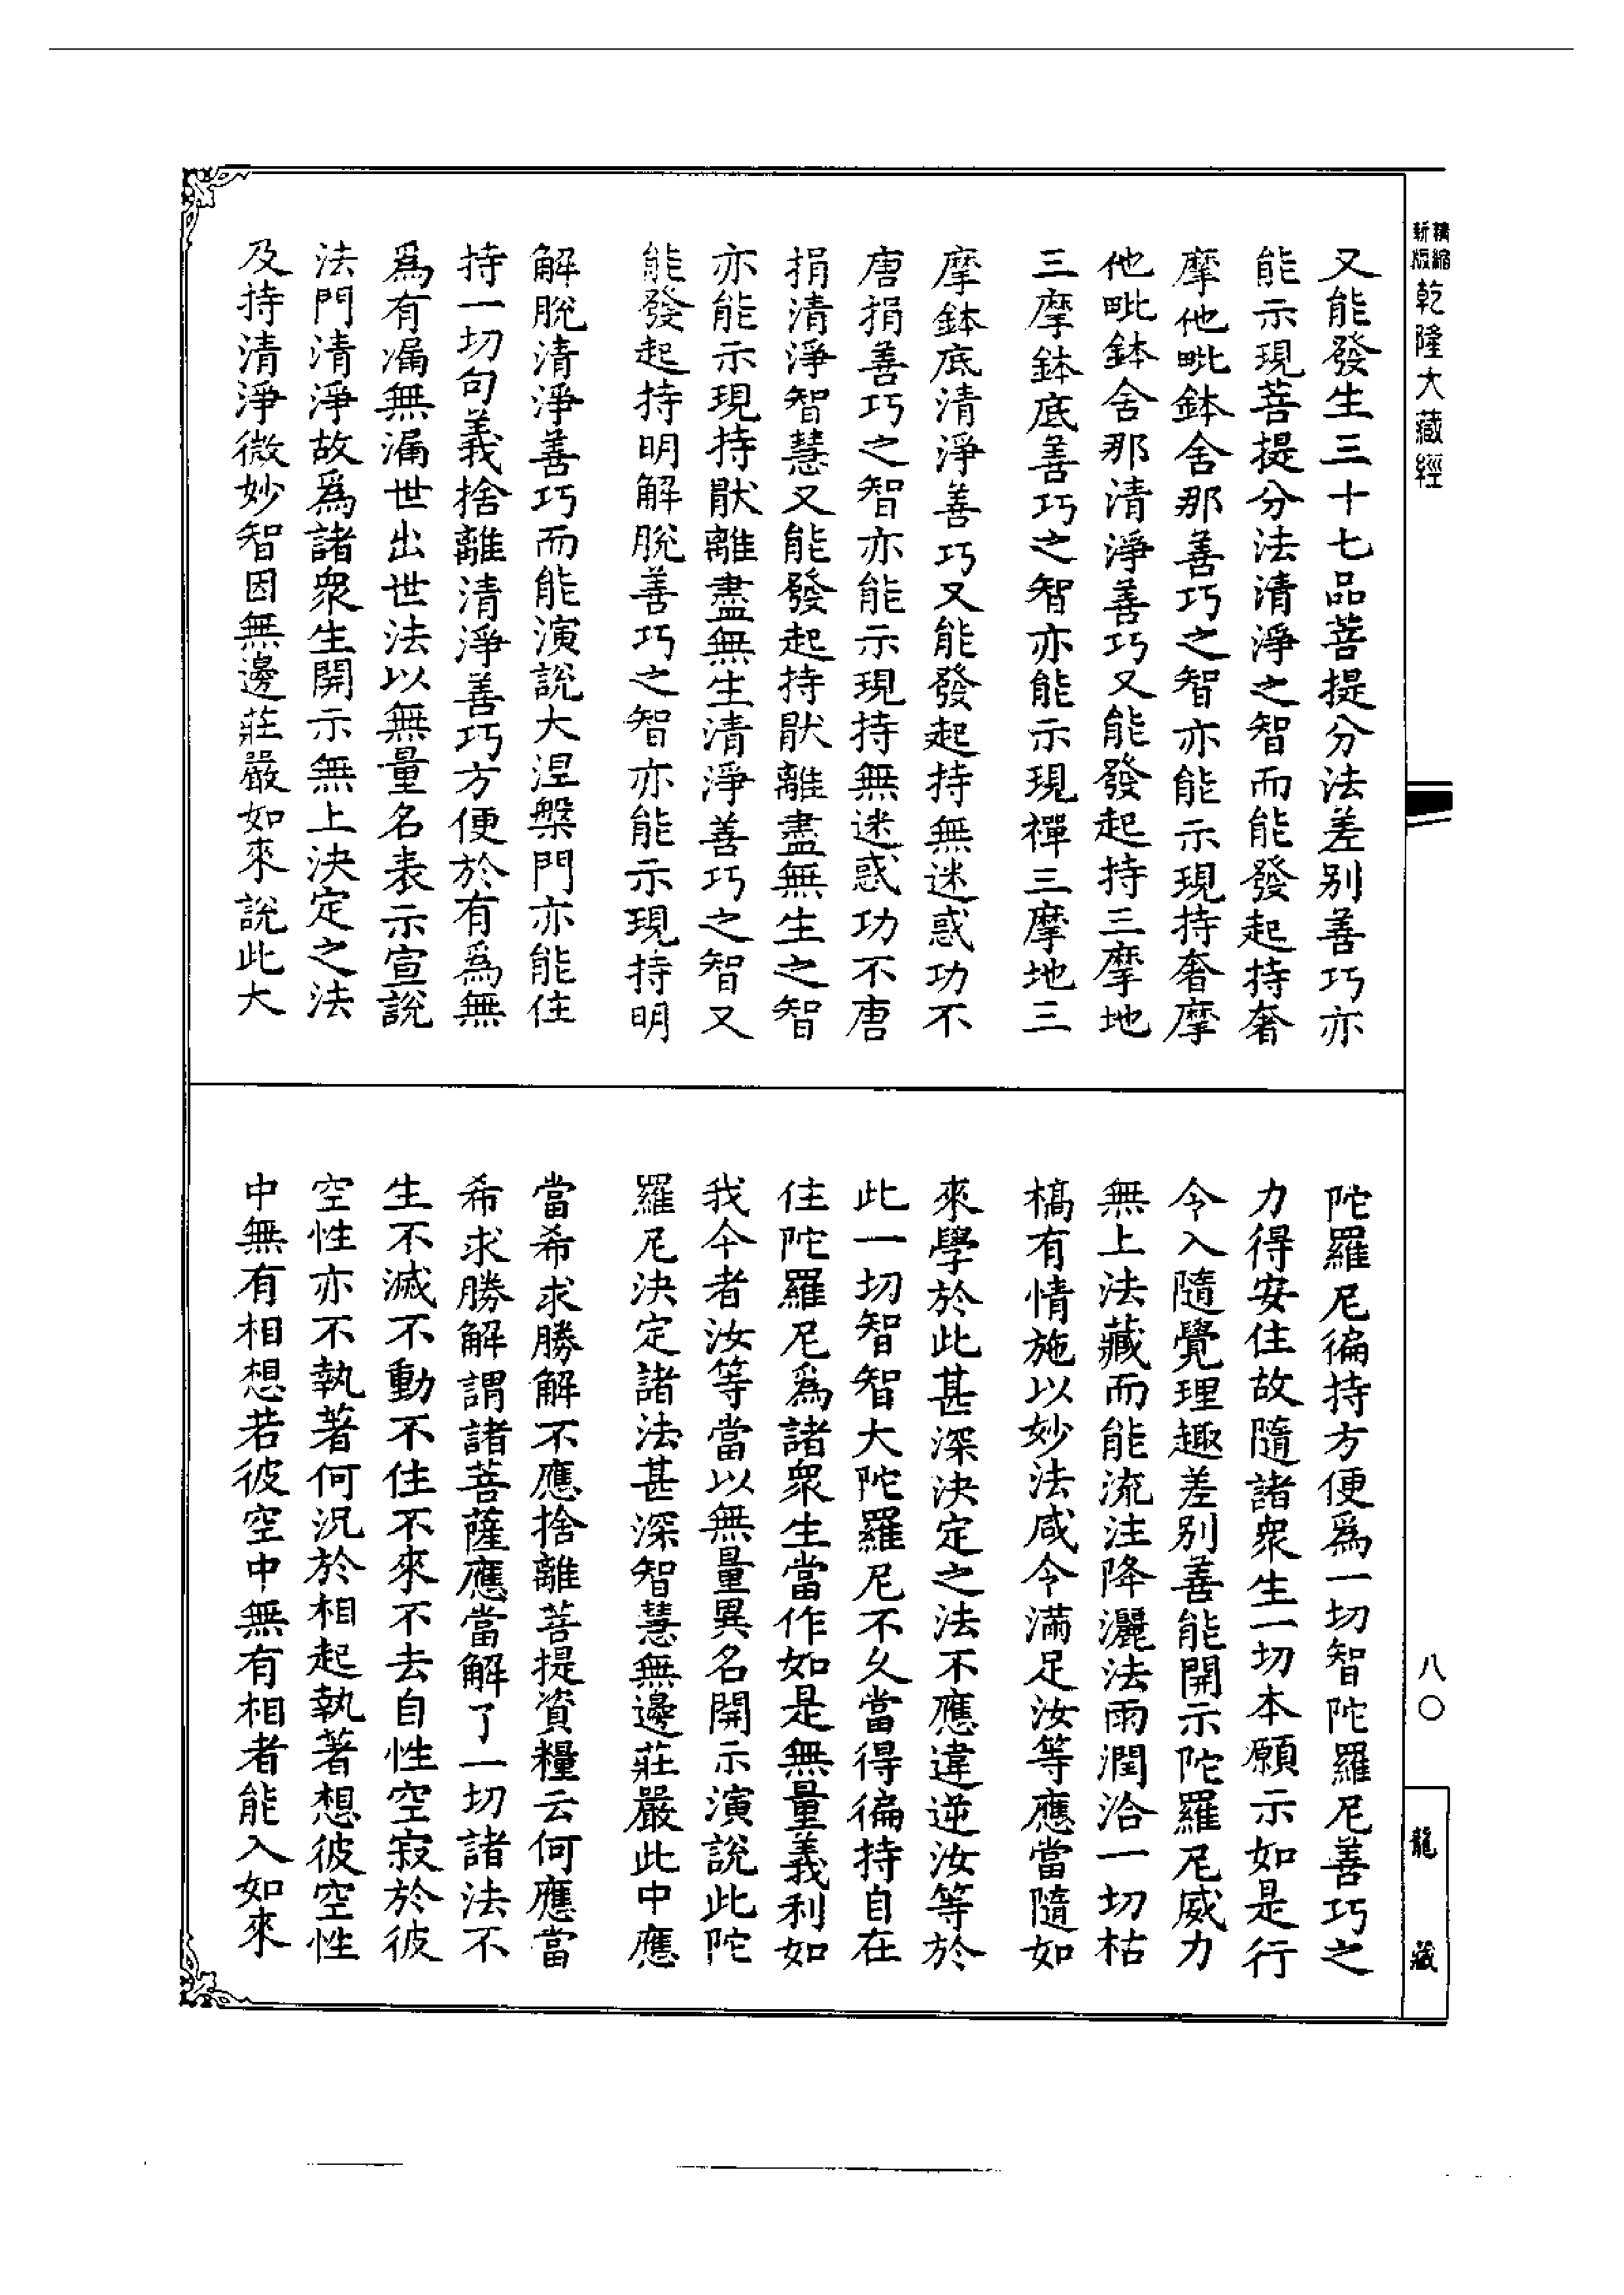 精縮新版乾隆大藏經
又能發生三十七品菩提分法差别善巧亦
能示現菩提分法清淨之智而能發起持奢
摩他毗鉢舍那善巧之智亦能示現持奢摩
他毗鉢舍那清淨善巧又能發起持三摩地
三摩鉢底善巧之智亦能示現禪三摩地三
摩鉢底清淨善巧又能發起持無迷惑功不
唐捐善巧之智亦能示現持無迷惑功不唐
捐清淨智慧又能發起持猒離盡無生之智
亦能示現持猒離盡無生清淨善巧之智又
能發起持明解脫善巧之智亦能示現持明
解脫清淨善巧而能演說大涅槃門亦能住
持一切句義捨離清淨善巧方便於有為無
爲有漏無漏世出世法以無量名表示宣說
法門清淨故爲諸衆生開示無上決定之法
及持清淨微妙智因無邊莊嚴如來說此大
陀羅尼徧持方便爲一切智陀羅尼善巧之
力得安住故隨諸衆生一切本願示如是行
令入隨覺理趣差别善能開示陀羅尼威力
無上法藏而能流注降灑法雨潤洽一切枯
槁有情施以妙法咸令滿足汝等應當隨如
來學於此甚深決定之法不應違逆汝等於
此一切智智大陀羅尼不久當得徧持自在
住陀羅尼爲諸衆生當作如是無量義利如
我今者汝等當以無量異名開示演說此陀
羅尼決定諸法甚深智慧無邊莊嚴此中應
當希求勝解不應捨離菩提資糧云何應當
希求勝解謂諸菩薩應當解了一切諸法不
生不滅不動不住不來不去自性空寂於彼
空性亦不執著何況於相起執著想彼空性
中無有相想若彼空中無有相者能入如來
八〇
龍藏